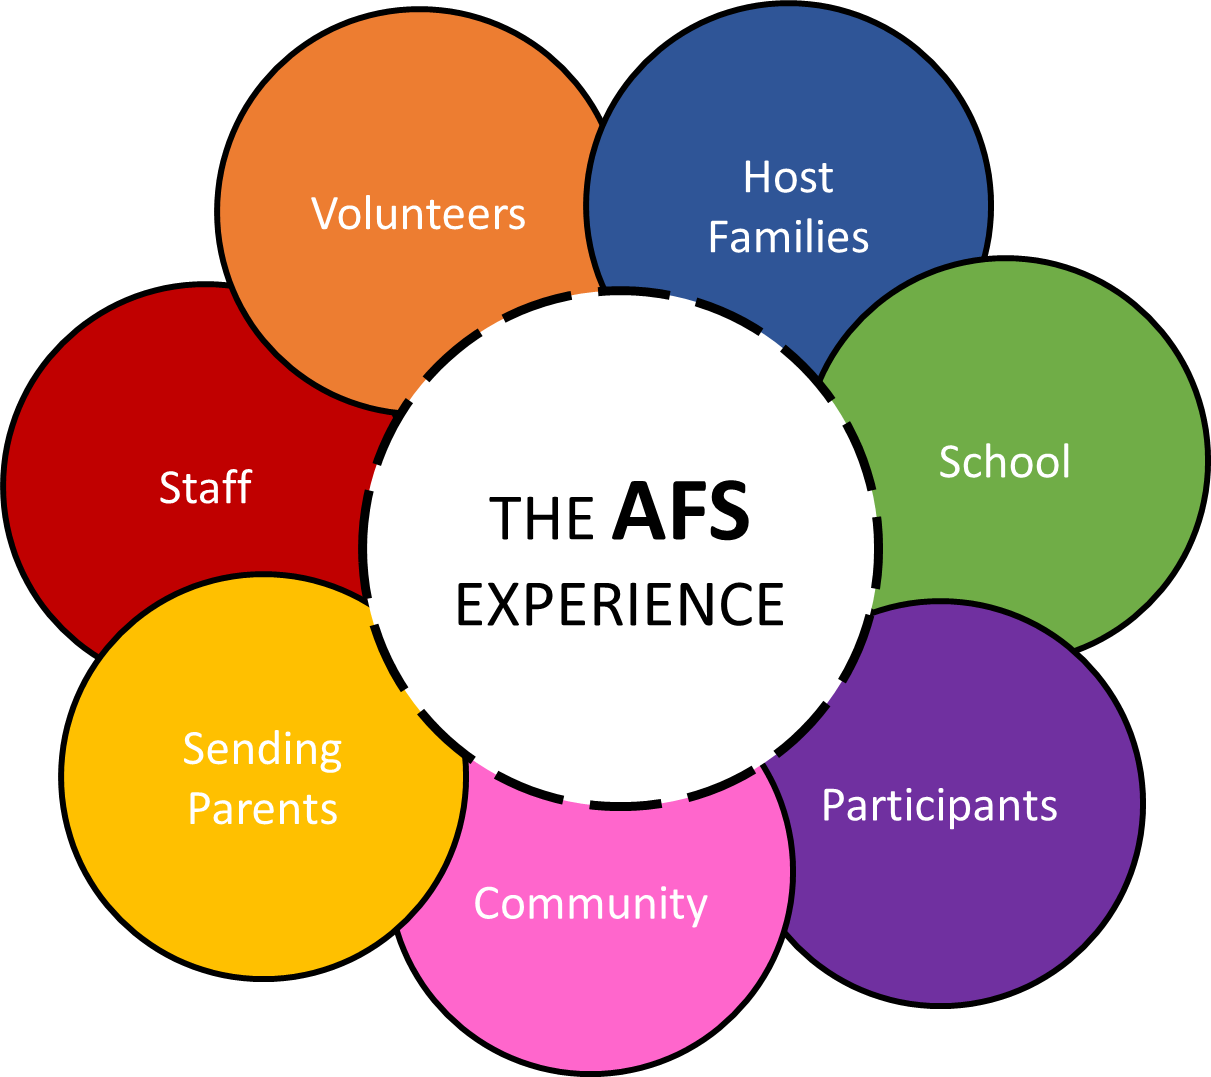 Volunteers
Host
Families
School
Staff
THE AFS
EXPERIENCE
Sending
Parents
Participants
Community